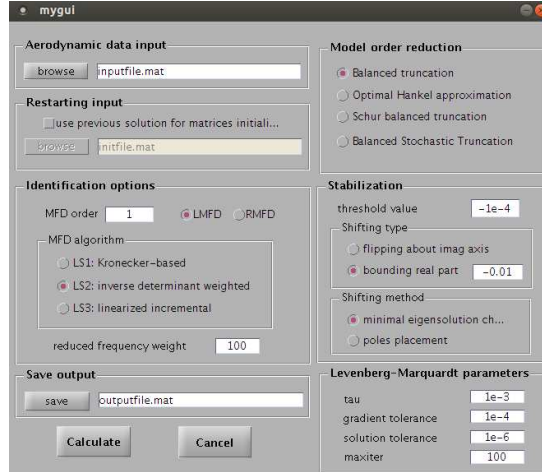 mygui
Aerodynamic data input
browse
inputfile.mat
Restarting input
use previous solution for matrices initiali...
browse
initfile.mat
Identification options
MFD order
1
LMFD
RMFD
MFD algorithm
LS1: Kronecker-based
LS2: inverse determinant weighted
LS3: linearized incremental
reduced frequency weight
100
Save output
save
outputfile.mat
Calculate
Cancel
Model order reduction
Balanced truncation
Optimal Hankel approximation
Schur balanced truncation
Balanced Stochastic Truncation
Stabilization
threshold value
-1e-4
Shifting type
flipping about imag axis
bounding real part
-0.01
Shifting method
minimal eigensolution ch...
poles placement
Levenberg-Marquardt parameters
tau
1e-3
gradient tolerance
1e-4
solution tolerance
1e-6
maxiter
100